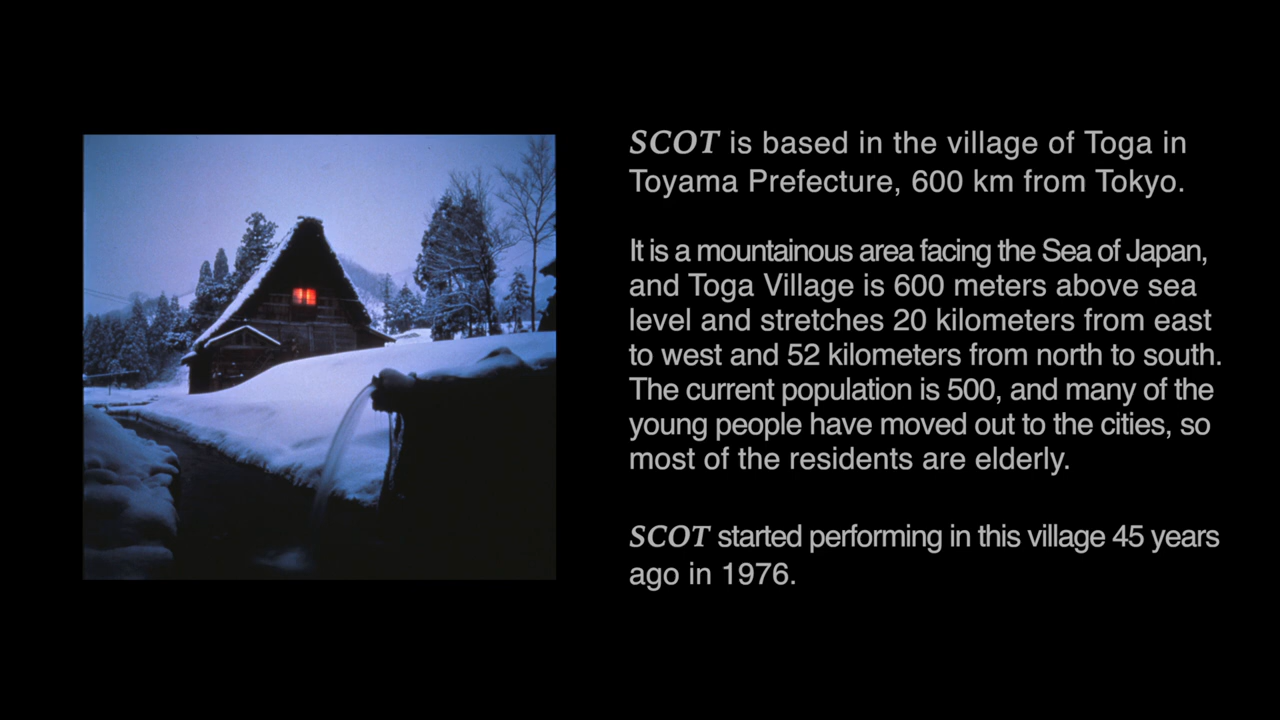 SCOT is based in the village of Toga in
Toyama Prefecture, 600 km from Tokyo.
It is a mountainous area facing the Sea of Japan,
and Toga Village is 600 meters above sea
level and stretches 20 kilometers from east
to west and 52 kilometers from north to south.
The current population is 500, and many of the
young people have moved out to the cities, so
most of the residents are elderly.
SCOT started performing in this village 45 years
ago in 1976.